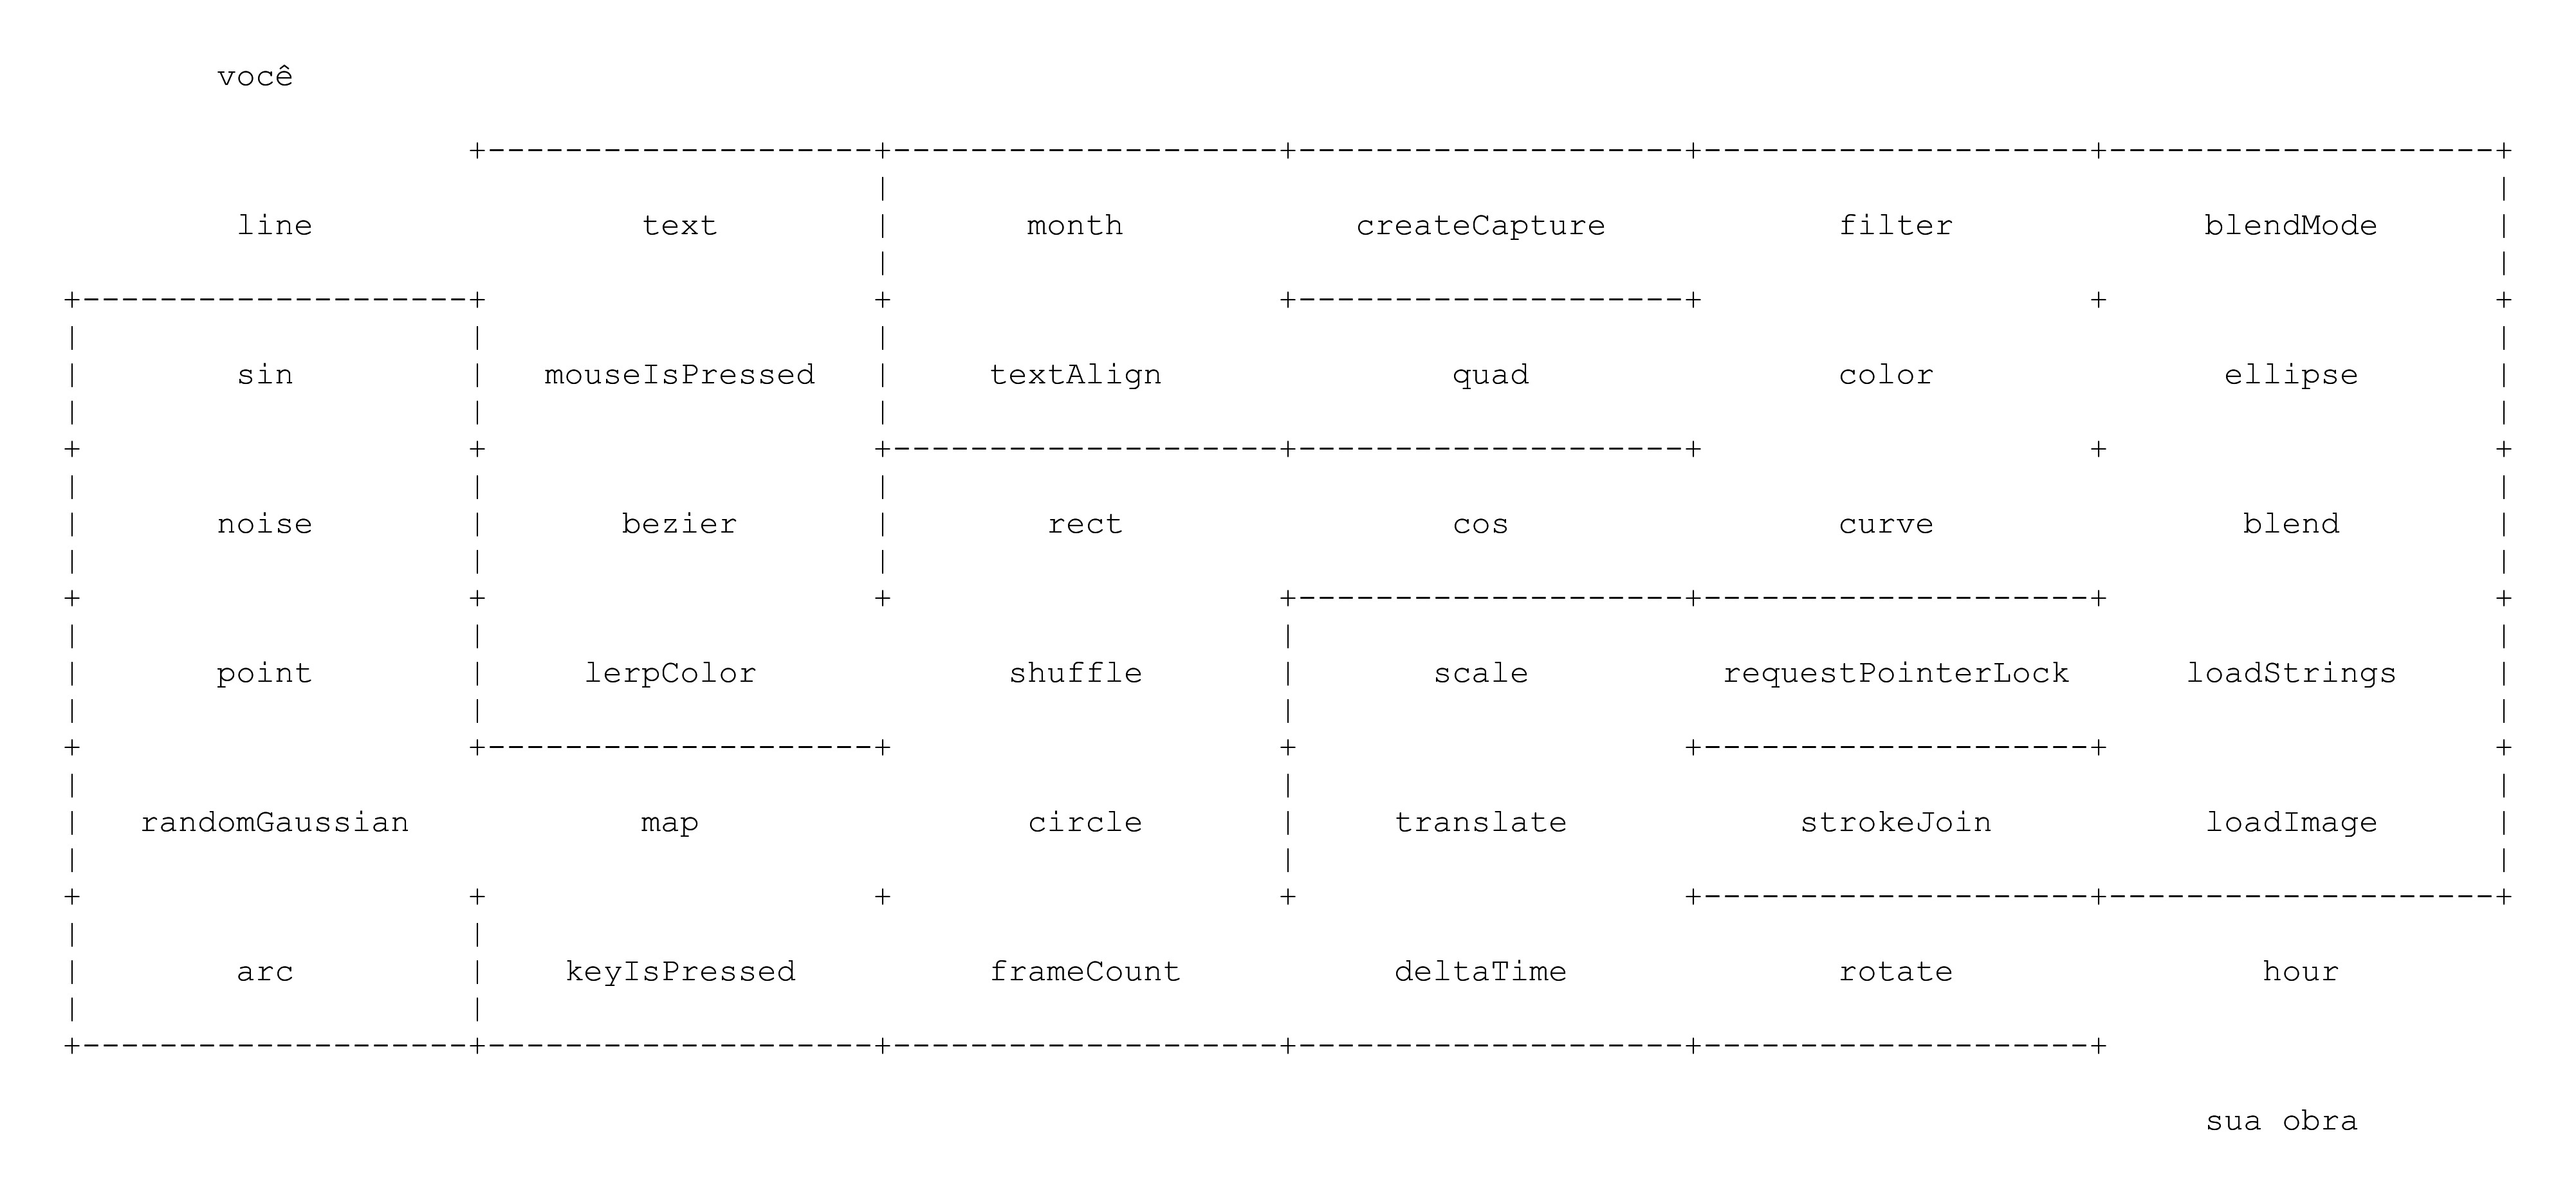 você
line text month createCapture filter blendMode
sin mouseIsPressed textAlign quad color ellipse
noise bezier rect cos curve blend
point lerpColor shuffle scale requestPointerLock loadStrings
randomGaussian map circle translate strokeJoin loadImage
arc keyIsPressed frameCount deltaTime rotate hour
sua obra